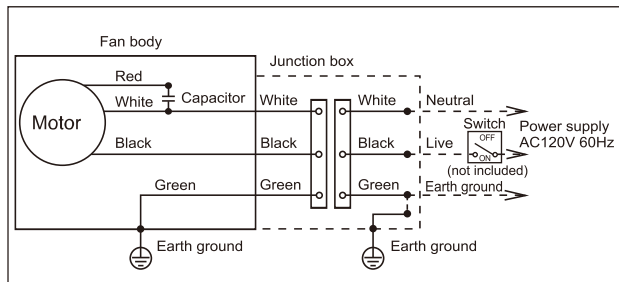 Fan body
Junction box
Red
White
Capacitor
White
White
Neutral
Motor
Switch
OFF
ON
Power supply
AC120V 60Hz
Black
Black
Black
Live
(not included)
Green
Green
Green
Earth ground
Earth ground
Earth ground